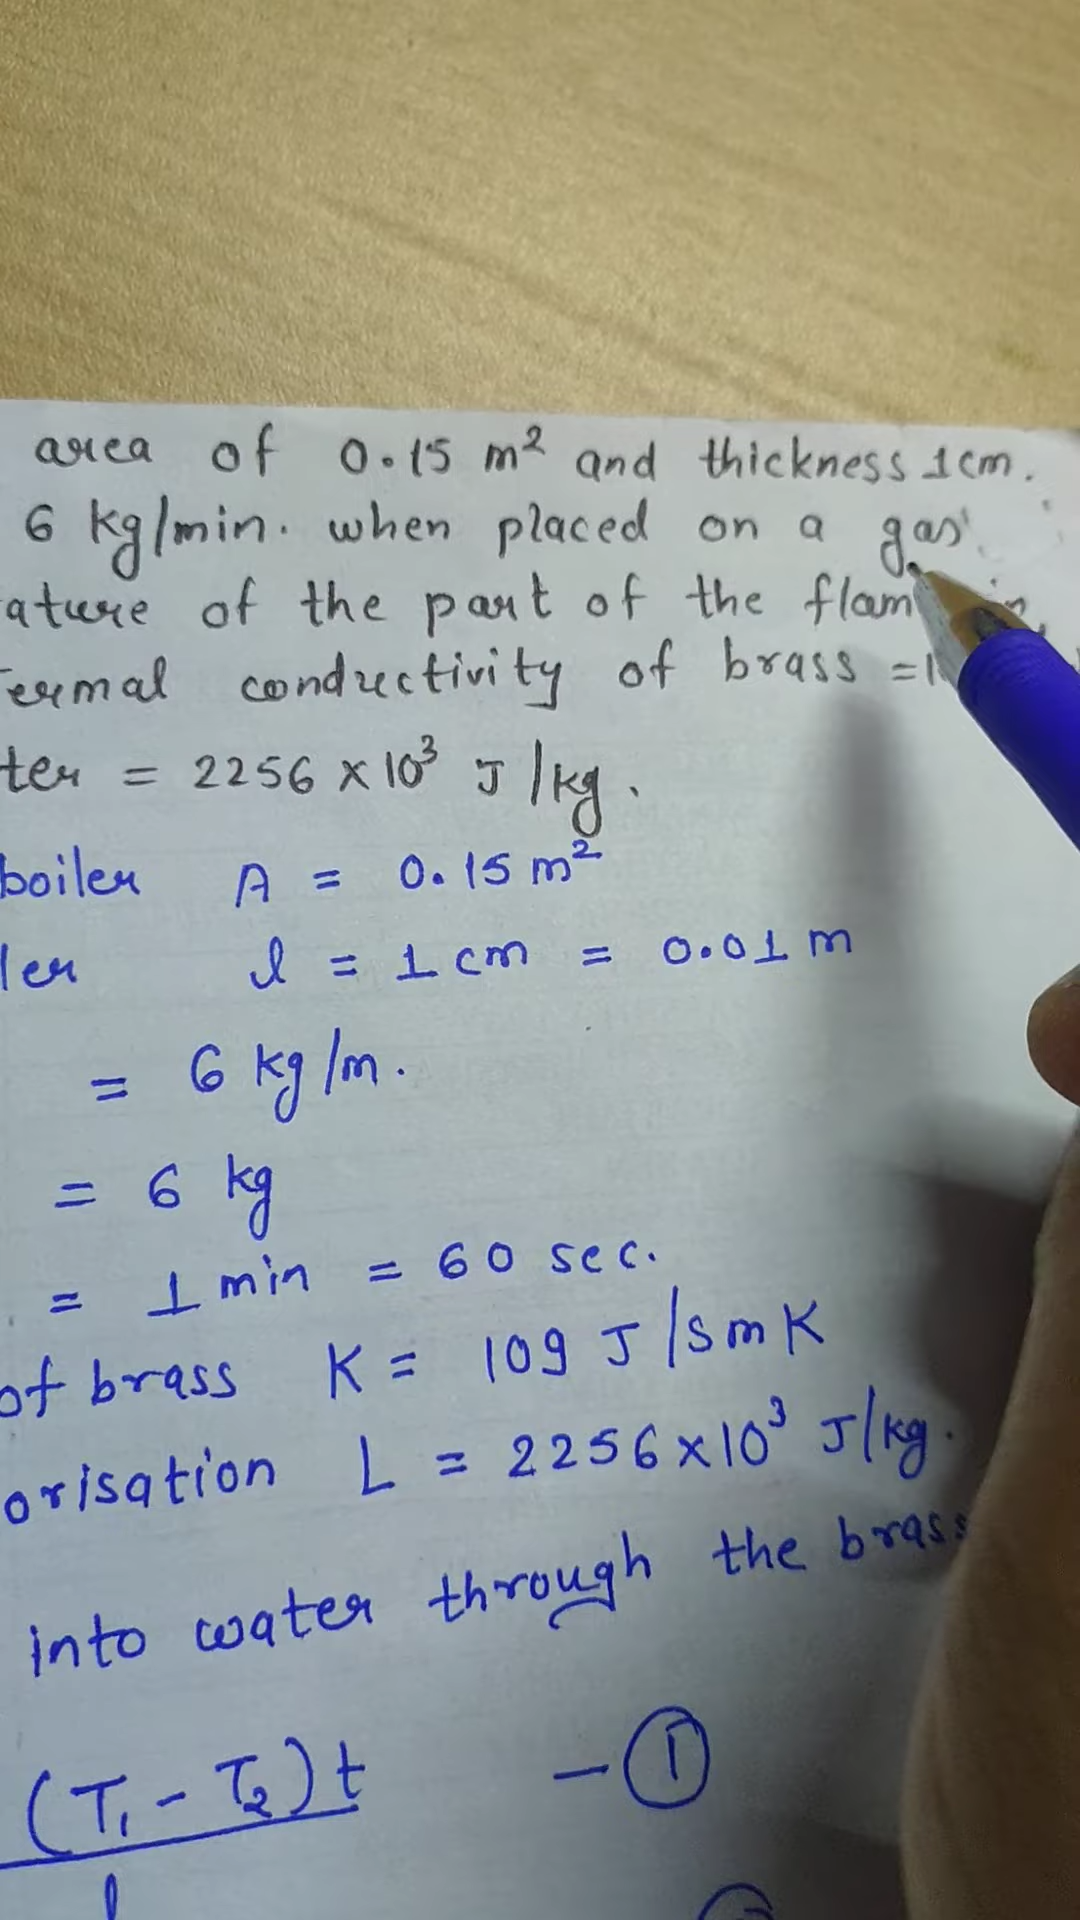 area of 0.15 m² and thickness 1cm.
6 kg/min. when placed on a gas
ature of the part of the flam
ermal conductivity of brass =
ter = 2256 × 10³ J/kg.
boiler A = 0.15 m²
ler l = 1 cm = 0.01 m
= 6 kg/m.
= 6 kg
= 1 min = 60 sec.
of brass K = 109 J/smK
orisation L = 2256×10³ J/kg.
into water through the brass
(T₁ - T₂)t - ①
l